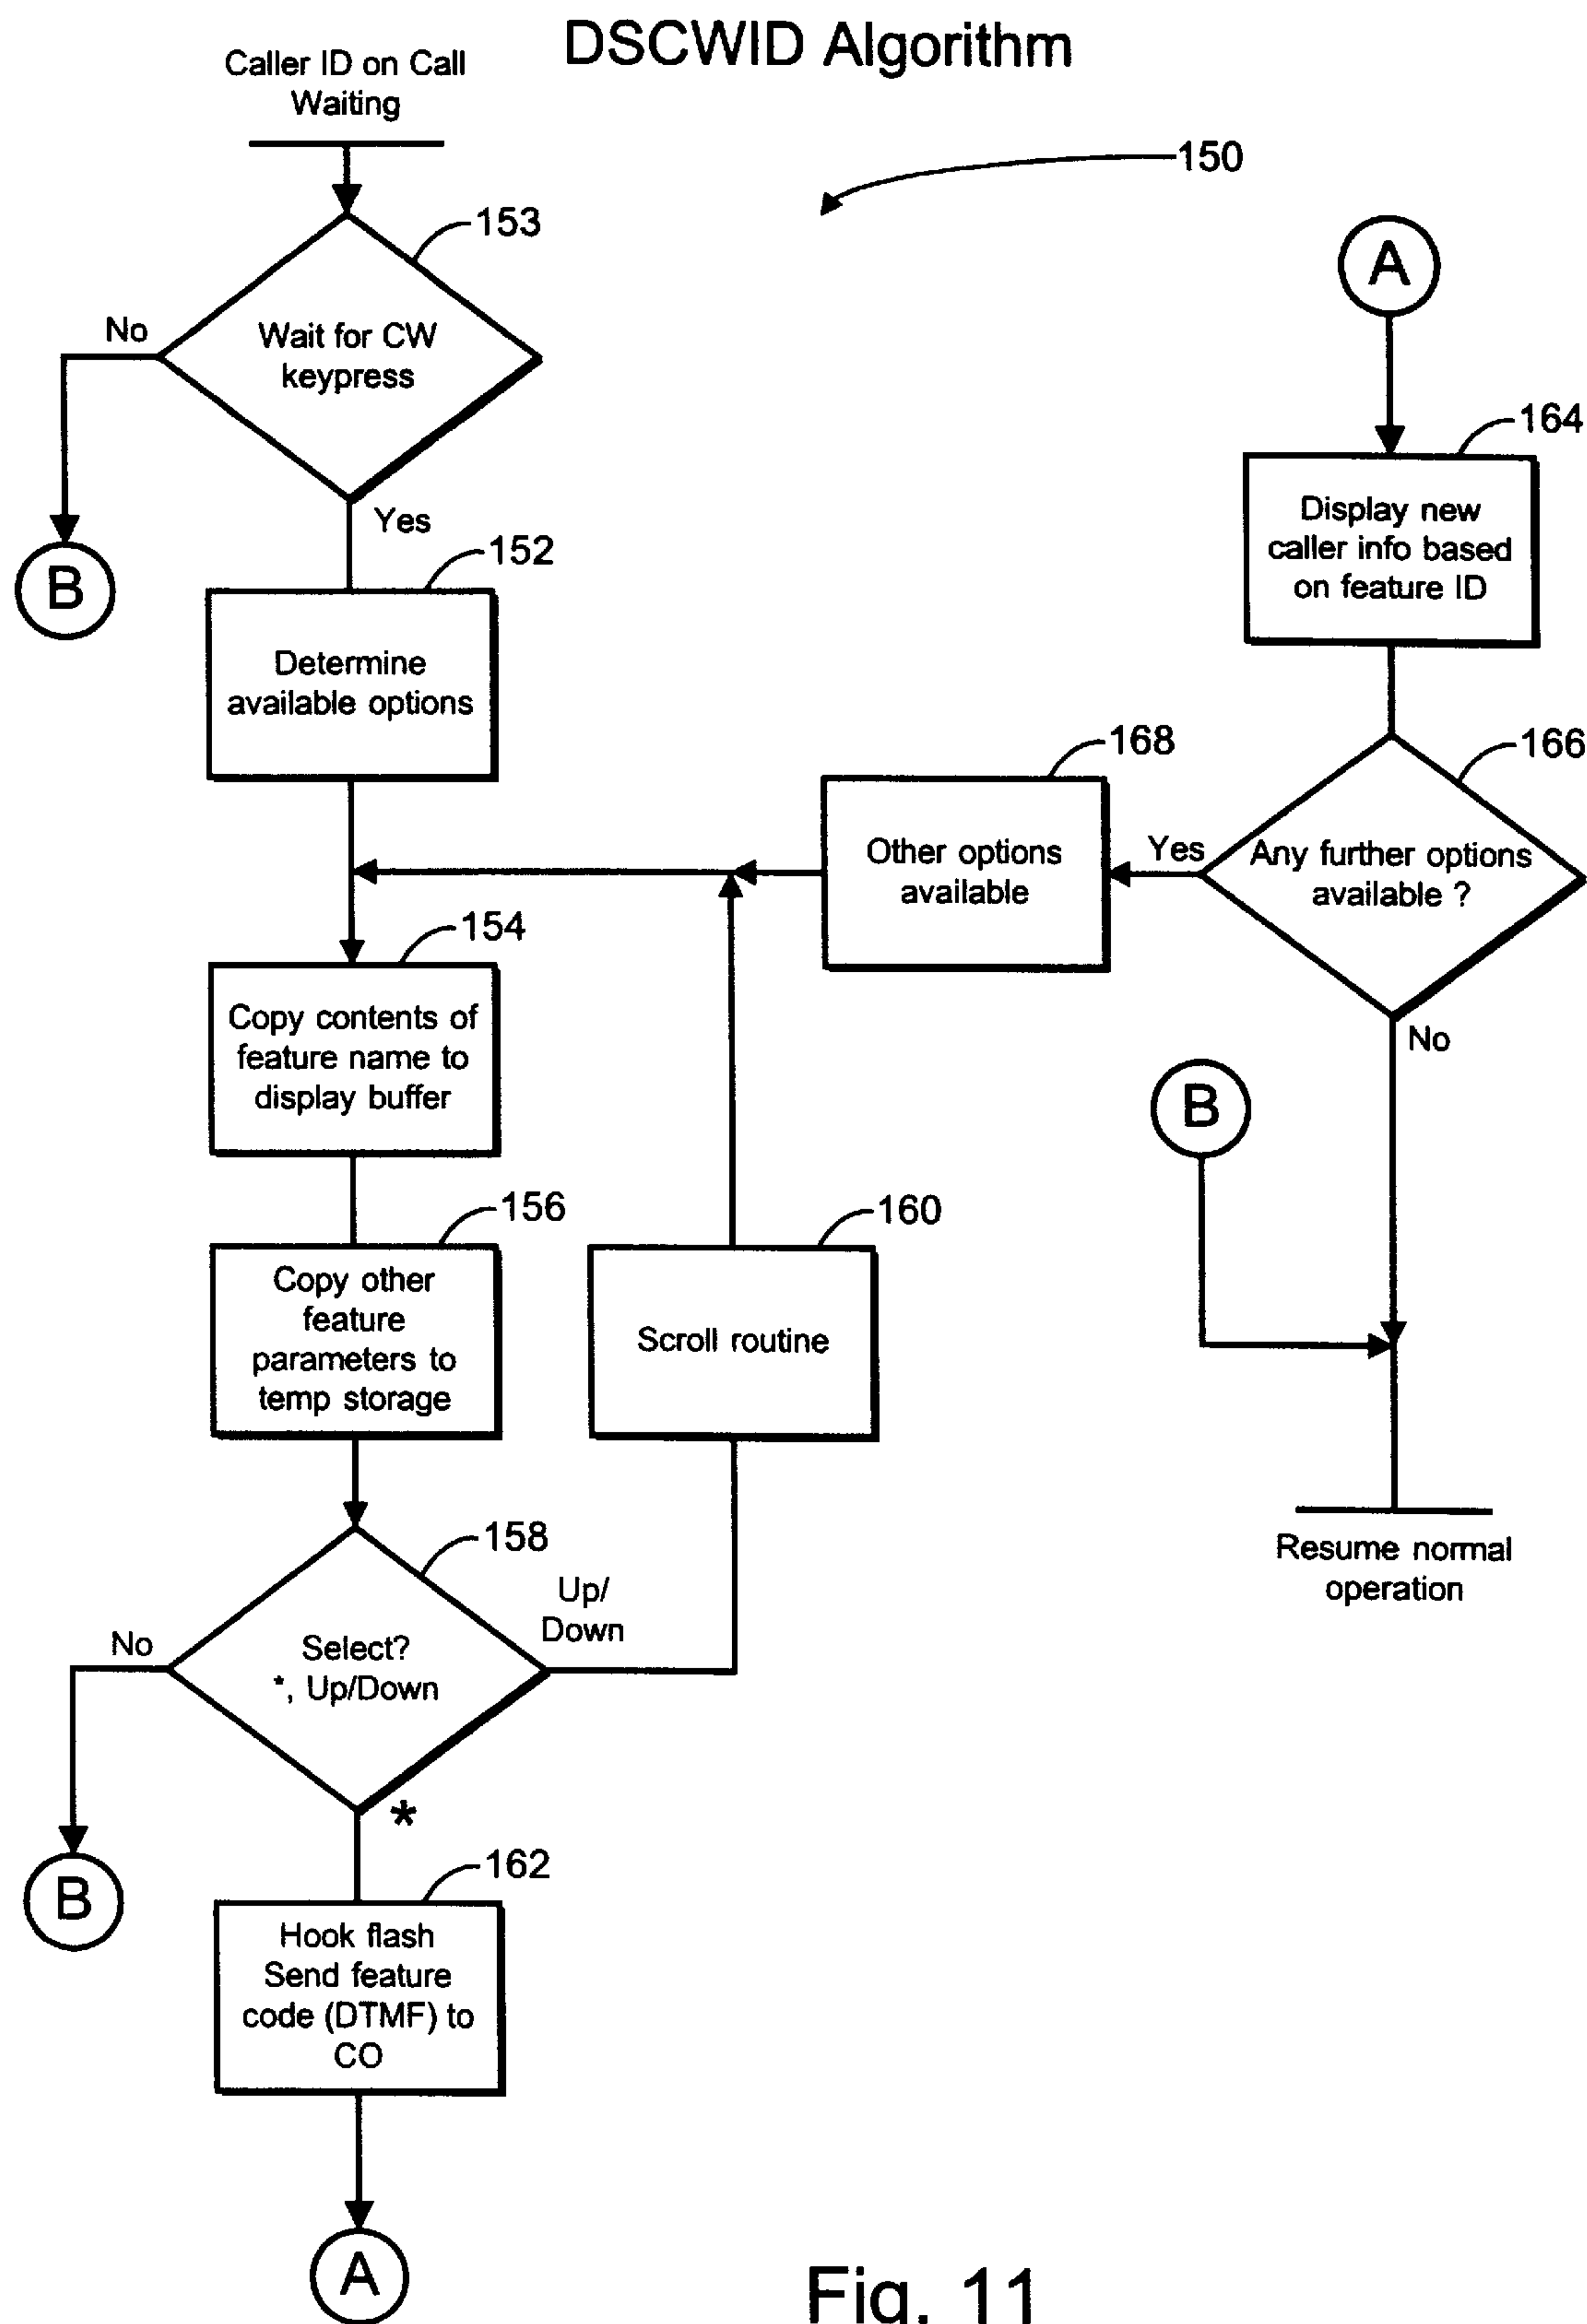 DSCWID Algorithm
Caller ID on Call
Waiting
150
153
Wait for CW
keypress
No
B
Yes
152
Determine
available options
154
Copy contents of
feature name to
display buffer
156
Copy other
feature
parameters to
temp storage
158
Select?
*, Up/Down
No
B
Up/
Down
160
Scroll routine
*
162
Hook flash
Send feature
code (DTMF) to
CO
A
A
164
Display new
caller info based
on feature ID
166
Any further options
available ?
Yes
168
Other options
available
No
B
Resume normal
operation
Fig. 11